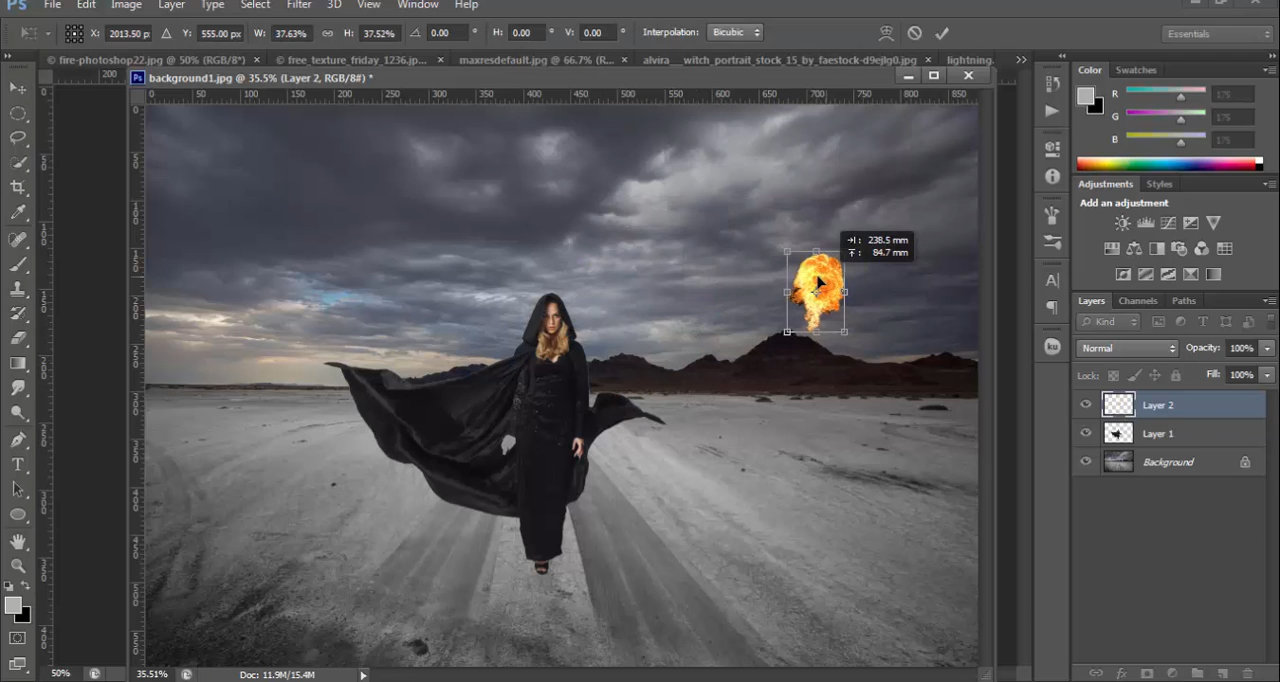 Ps File Edit Image Layer Type Select Filter 3D View Window Help
X: 2013.50 px Y: 555.00 px W: 37.63% H: 37.52% 0.00 ° H: 0.00 ° V: 0.00 ° Interpolation: Bicubic Essentials
fire-photoshop22.jpg @ 50% (RGB/8*) × free_texture_friday_1236.jp... × maxresdefault.jpg @ 66.7% (R... × alvira__witch_portrait_stock_15_by_faestock-d9ejlg0.jpg × lightning.
Ps background1.jpg @ 35.5% (Layer 2, RGB/8#) *
200 0 50 100 150 200 250 300 350 400 450 500 550 600 650 700 750 800 850
Color Swatches
R 175
G 175
B 175
Adjustments Styles
Add an adjustment
238.5 mm
84.7 mm
Layers Channels Paths
Kind
Normal Opacity: 100%
Lock: Fill: 100%
Layer 2
Layer 1
Background
50% 35.51% Doc: 11.9M/15.4M